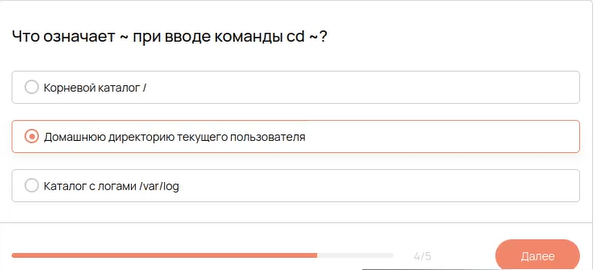 Что означает ~ при вводе команды cd ~?
Корневой каталог /
Домашнюю директорию текущего пользователя
Каталог с логами /var/log
4/5
Далее